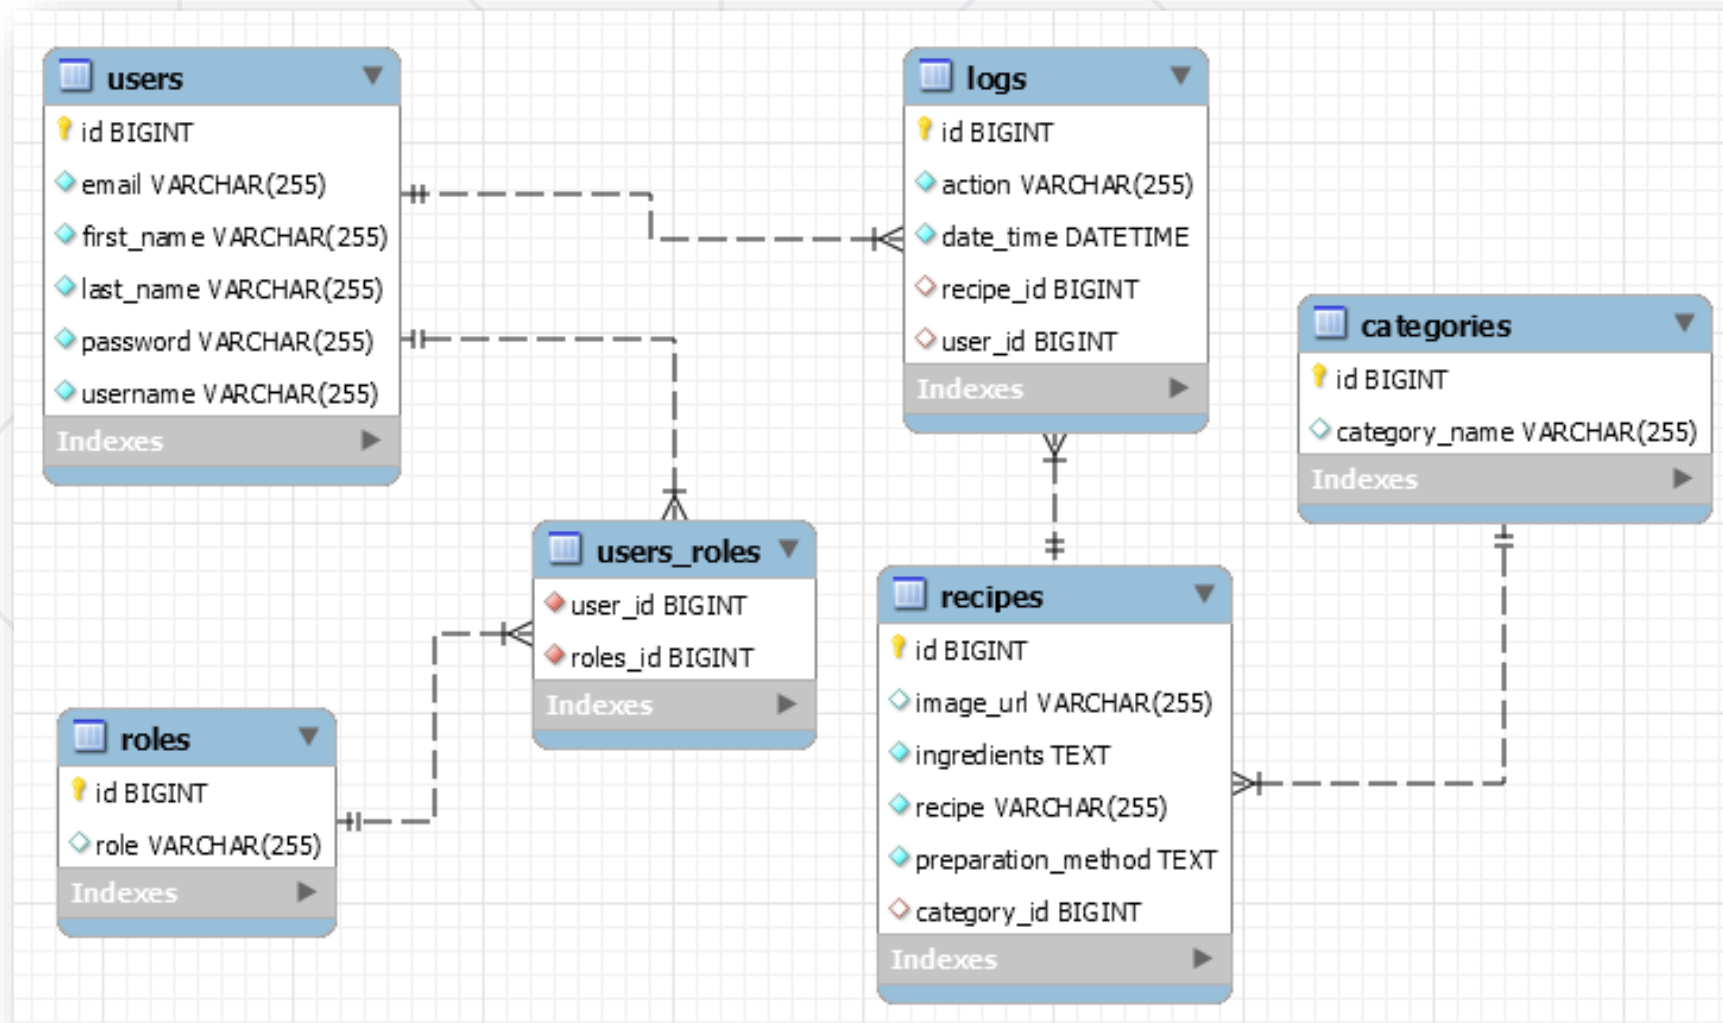 users
id BIGINT
email VARCHAR(255)
first_name VARCHAR(255)
last_name VARCHAR(255)
password VARCHAR(255)
username VARCHAR(255)
Indexes
logs
id BIGINT
action VARCHAR(255)
date_time DATETIME
recipe_id BIGINT
user_id BIGINT
Indexes
categories
id BIGINT
category_name VARCHAR(255)
Indexes
users_roles
user_id BIGINT
roles_id BIGINT
Indexes
recipes
id BIGINT
image_url VARCHAR(255)
ingredients TEXT
recipe VARCHAR(255)
preparation_method TEXT
category_id BIGINT
Indexes
roles
id BIGINT
role VARCHAR(255)
Indexes